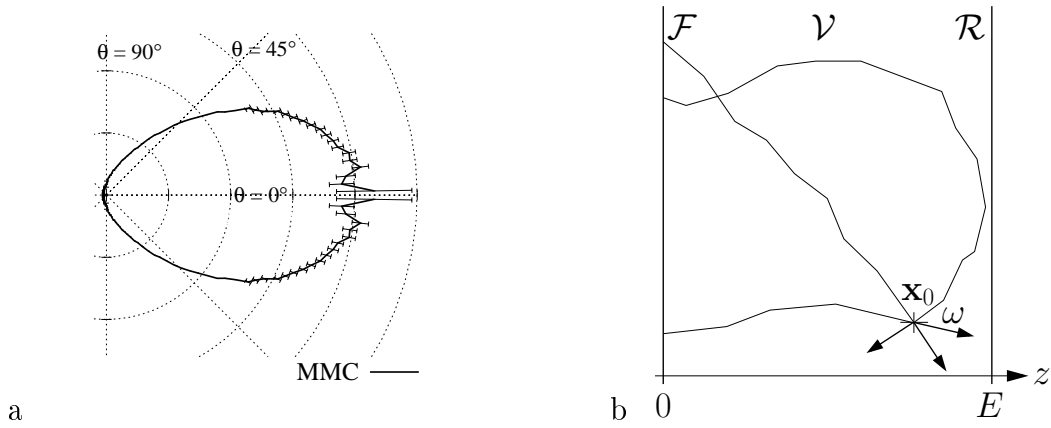 θ = 90°
θ = 45°
θ = 0°
MMC
a
ℱ 𝒱 ℛ
x₀
ω
z
0 E
b